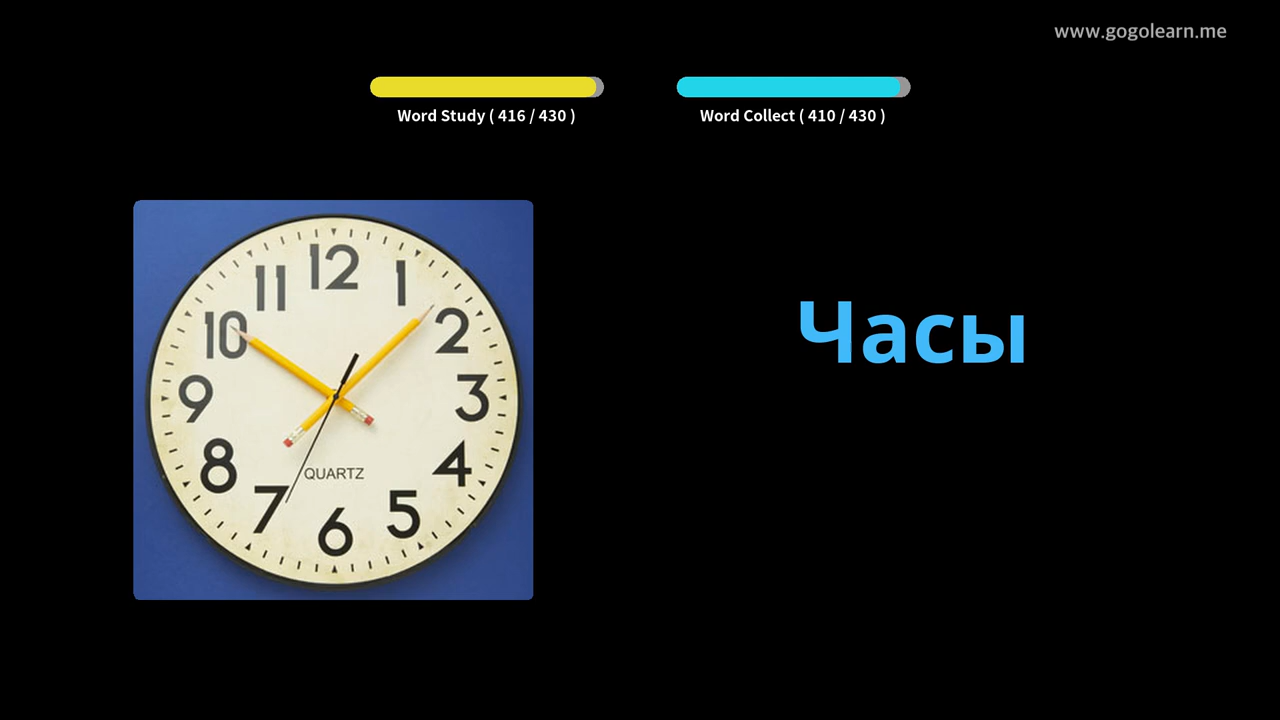 www.gogolearn.me
Word Study ( 416 / 430 )
Word Collect ( 410 / 430 )
12
11
1
10
2
9
3
8
4
QUARTZ
7
5
6
Часы